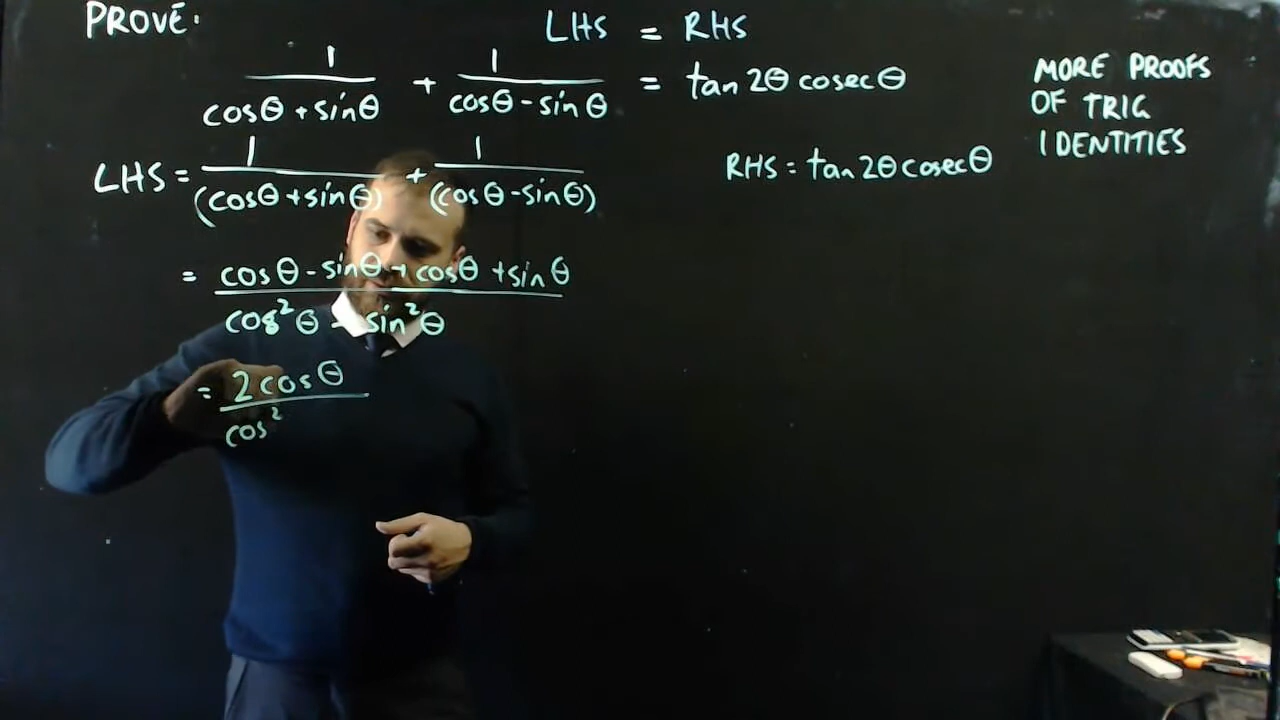 PROVE:
LHS = RHS
1 / (cosθ + sinθ) + 1 / (cosθ - sinθ) = tan 2θ cosecθ
MORE PROOFS
OF TRIG
IDENTITIES
LHS = 1 / (cosθ + sinθ) + 1 / (cosθ - sinθ)
RHS = tan 2θ cosecθ
= cosθ - sinθ + cosθ + sinθ / cos²θ - sin²θ
= 2cosθ / cos²